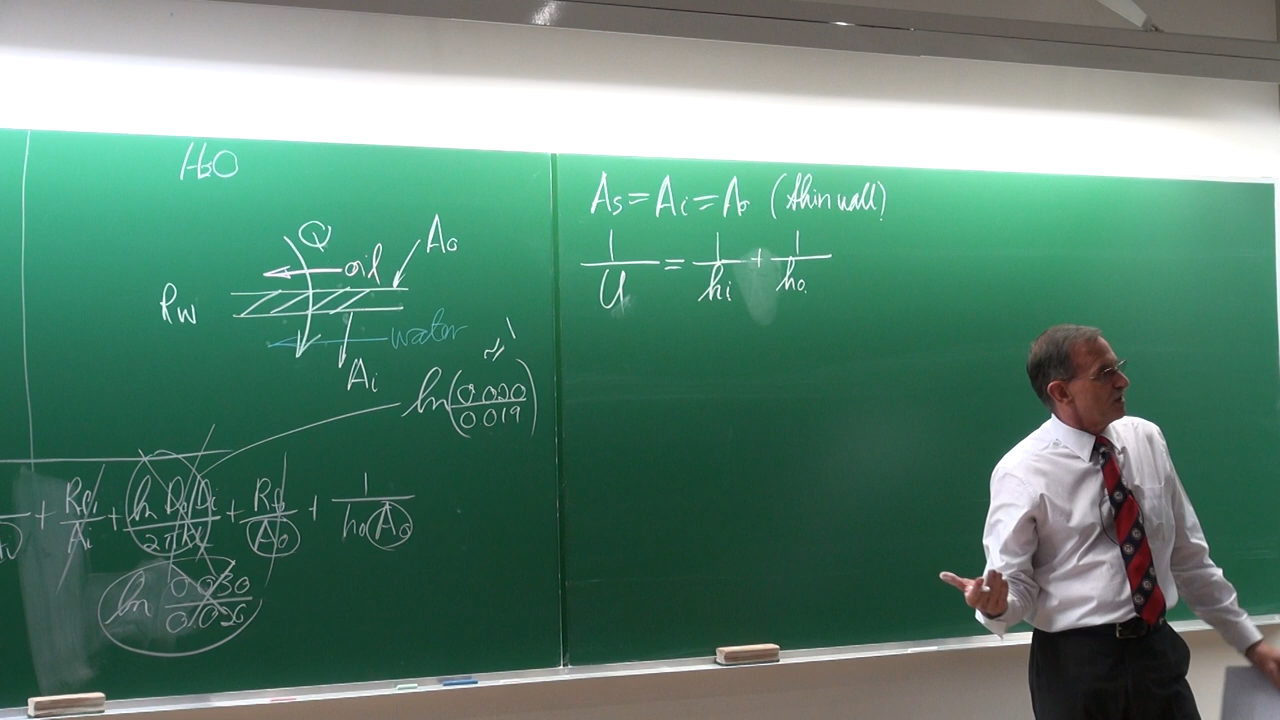 H₂O
Q
oil
A₀
Rw
water
Ai
≈ 1
ln(0.020/0.019)
+ Rfi/Ai + ln D₀/Di/2πkL + Rf₀/A₀ + 1/h₀A₀
ln 0.030/0.026
As = Ai = A₀ (thin wall)
1/U = 1/hi + 1/h₀